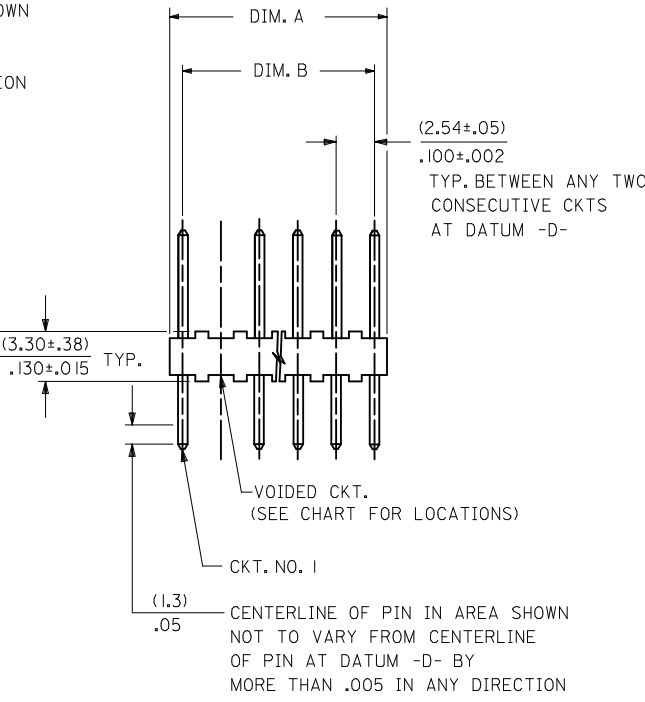 OWN
ION
DIM. A
DIM. B
(2.54±.05)
.100±.002
TYP. BETWEEN ANY TWO
CONSECUTIVE CKTS
AT DATUM -D-
(3.30±.38)
.130±.015
TYP.
VOIDED CKT.
(SEE CHART FOR LOCATIONS)
CKT. NO. 1
(1.3)
.05
CENTERLINE OF PIN IN AREA SHOWN
NOT TO VARY FROM CENTERLINE
OF PIN AT DATUM -D- BY
MORE THAN .005 IN ANY DIRECTION